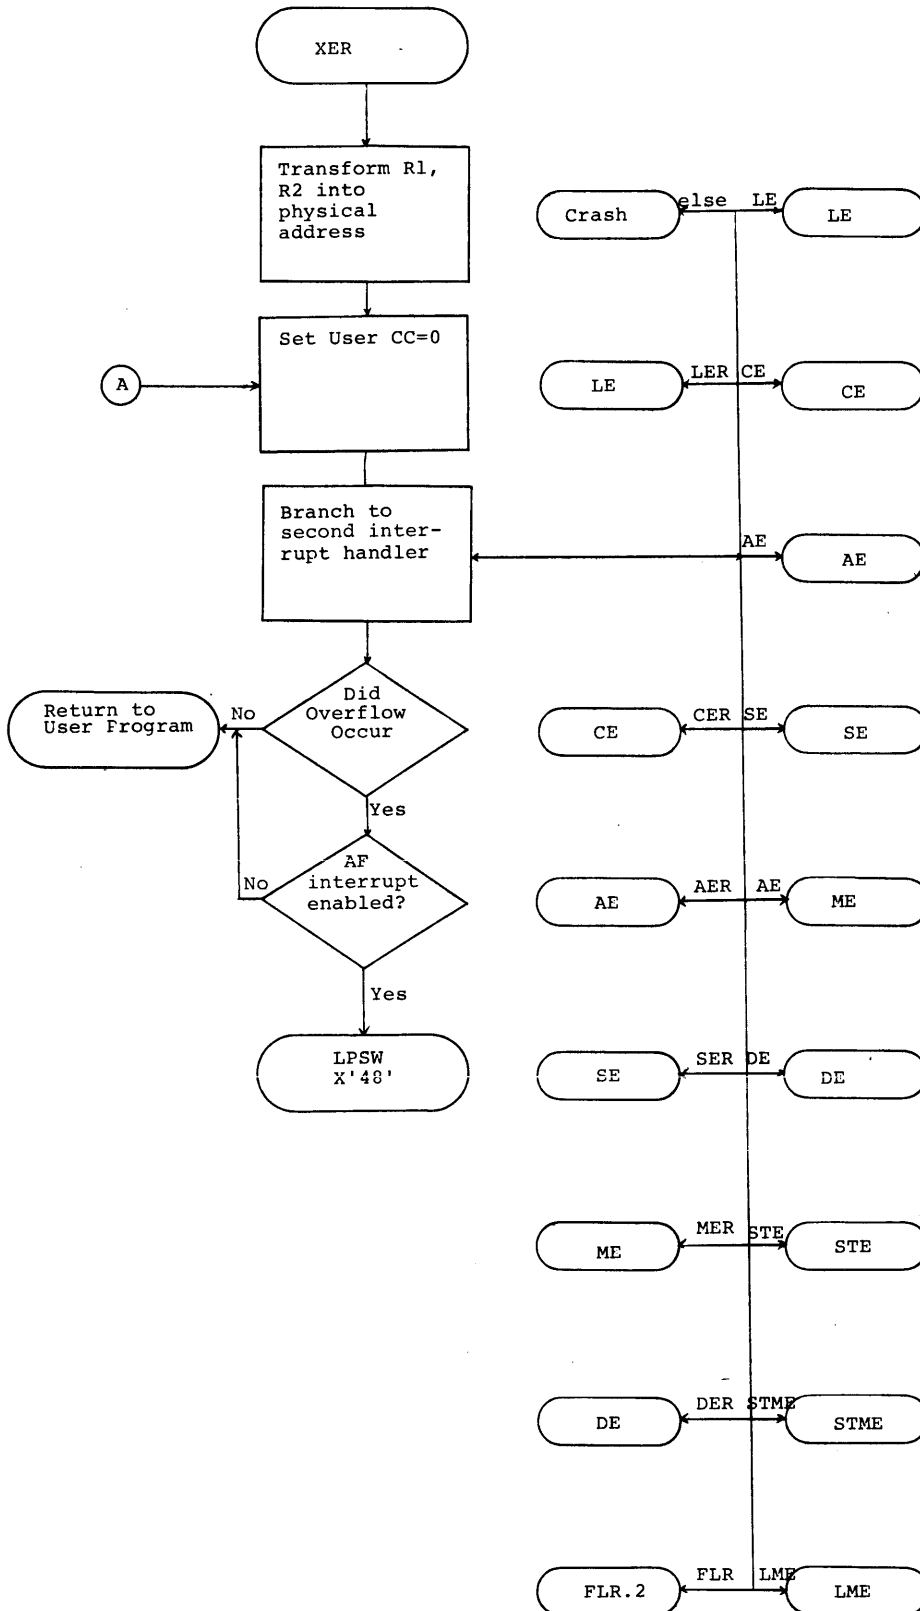 XER
Transform R1,
R2 into
physical
address
Set User CC=0
A
Branch to
second inter-
rupt handler
Did
Overflow
Occur
No
Return to
User Program
Yes
AF
interrupt
enabled?
No
Yes
LPSW
X'48'
Crash
else LE
LE
LE
LER CE
CE
AE
AE
CE
CER SE
SE
AE
AER AE
ME
SE
SER DE
DE
ME
MER STE
STE
DE
DER STME
STME
FLR.2
FLR LME
LME